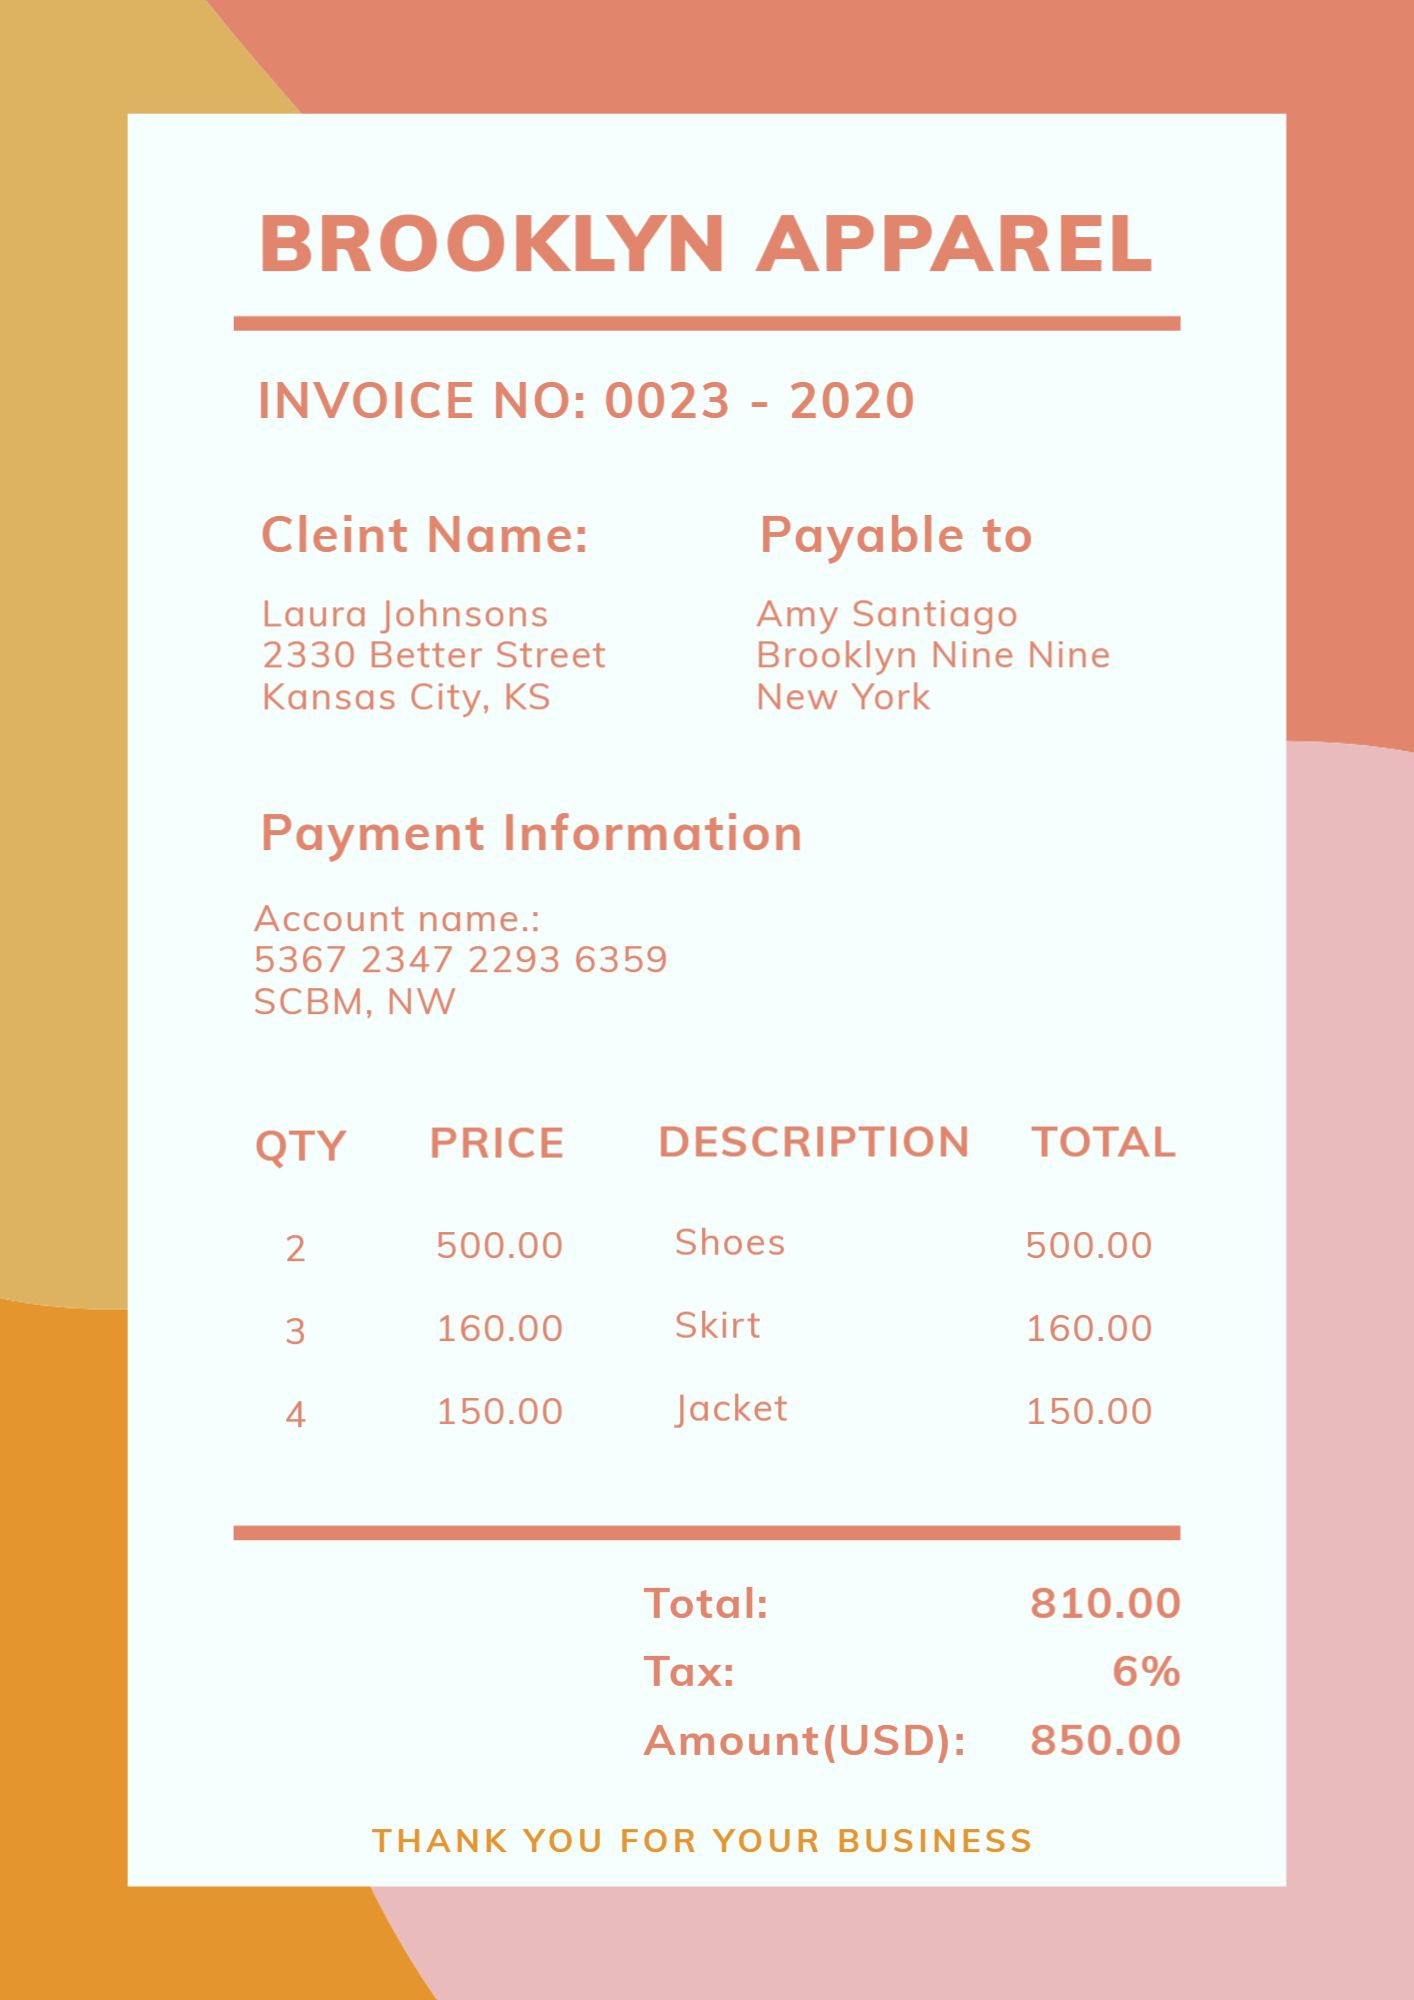 BROOKLYN APPAREL
INVOICE NO: 0023 - 2020
Cleint Name:
Laura Johnsons
2330 Better Street
Kansas City, KS
Payable to
Amy Santiago
Brooklyn Nine Nine
New York
Payment Information
Account name.:
5367 2347 2293 6359
SCBM, NW
QTY PRICE DESCRIPTION TOTAL
2 500.00 Shoes 500.00
3 160.00 Skirt 160.00
4 150.00 Jacket 150.00
Total: 810.00
Tax: 6%
Amount(USD): 850.00
THANK YOU FOR YOUR BUSINESS